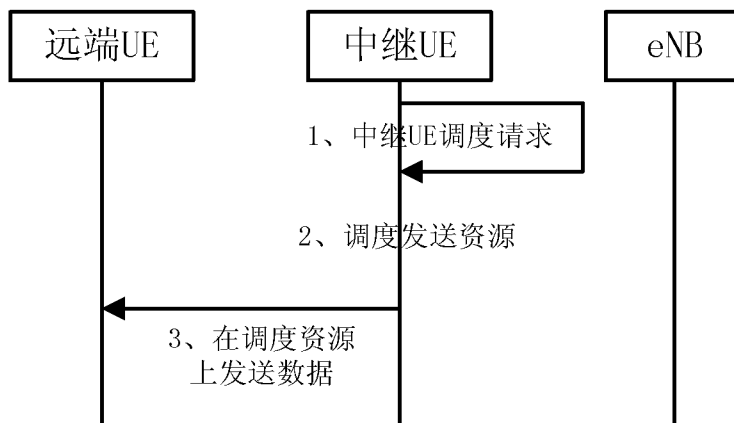 远端UE
中继UE
eNB
1、中继UE调度请求
2、调度发送资源
3、在调度资源
上发送数据